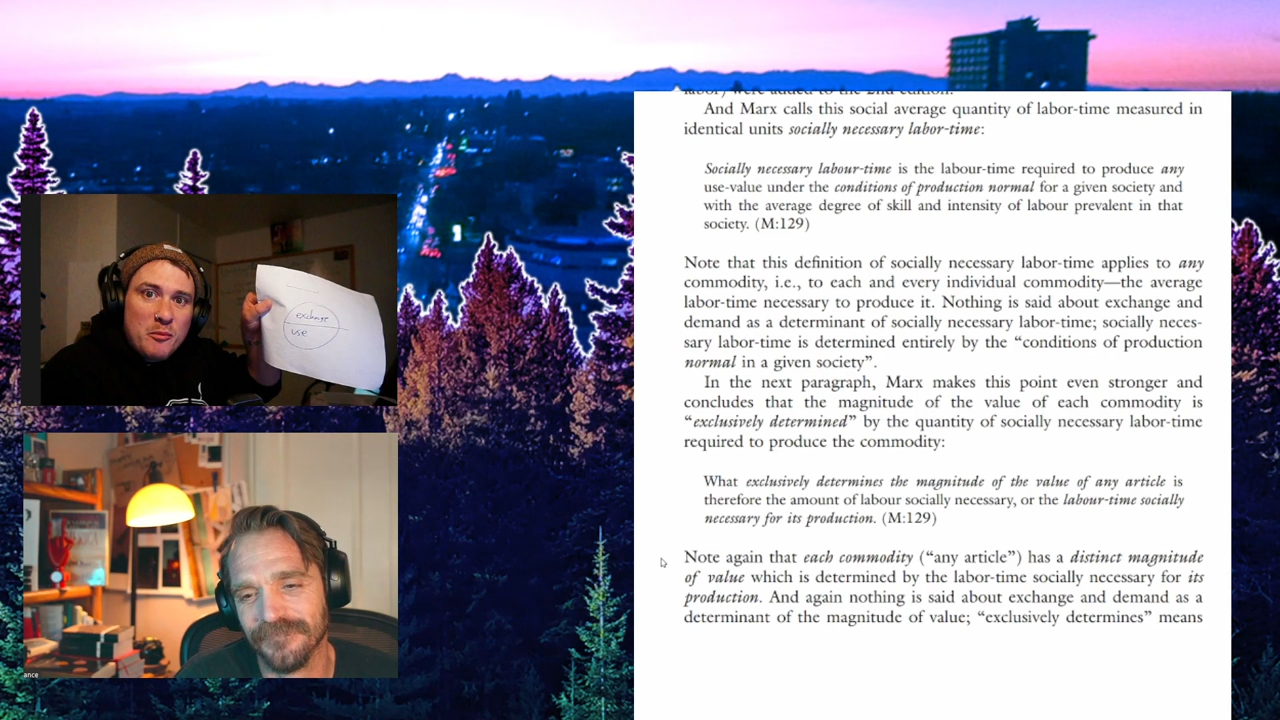 exchange
use
ance
labor) were added to the 2nd edition.
And Marx calls this social average quantity of labor-time measured in
identical units socially necessary labor-time:
Socially necessary labour-time is the labour-time required to produce any
use-value under the conditions of production normal for a given society and
with the average degree of skill and intensity of labour prevalent in that
society. (M:129)
Note that this definition of socially necessary labor-time applies to any
commodity, i.e., to each and every individual commodity—the average
labor-time necessary to produce it. Nothing is said about exchange and
demand as a determinant of socially necessary labor-time; socially neces-
sary labor-time is determined entirely by the “conditions of production
normal in a given society”.
In the next paragraph, Marx makes this point even stronger and
concludes that the magnitude of the value of each commodity is
“exclusively determined” by the quantity of socially necessary labor-time
required to produce the commodity:
What exclusively determines the magnitude of the value of any article is
therefore the amount of labour socially necessary, or the labour-time socially
necessary for its production. (M:129)
Note again that each commodity (“any article”) has a distinct magnitude
of value which is determined by the labor-time socially necessary for its
production. And again nothing is said about exchange and demand as a
determinant of the magnitude of value; “exclusively determines” means